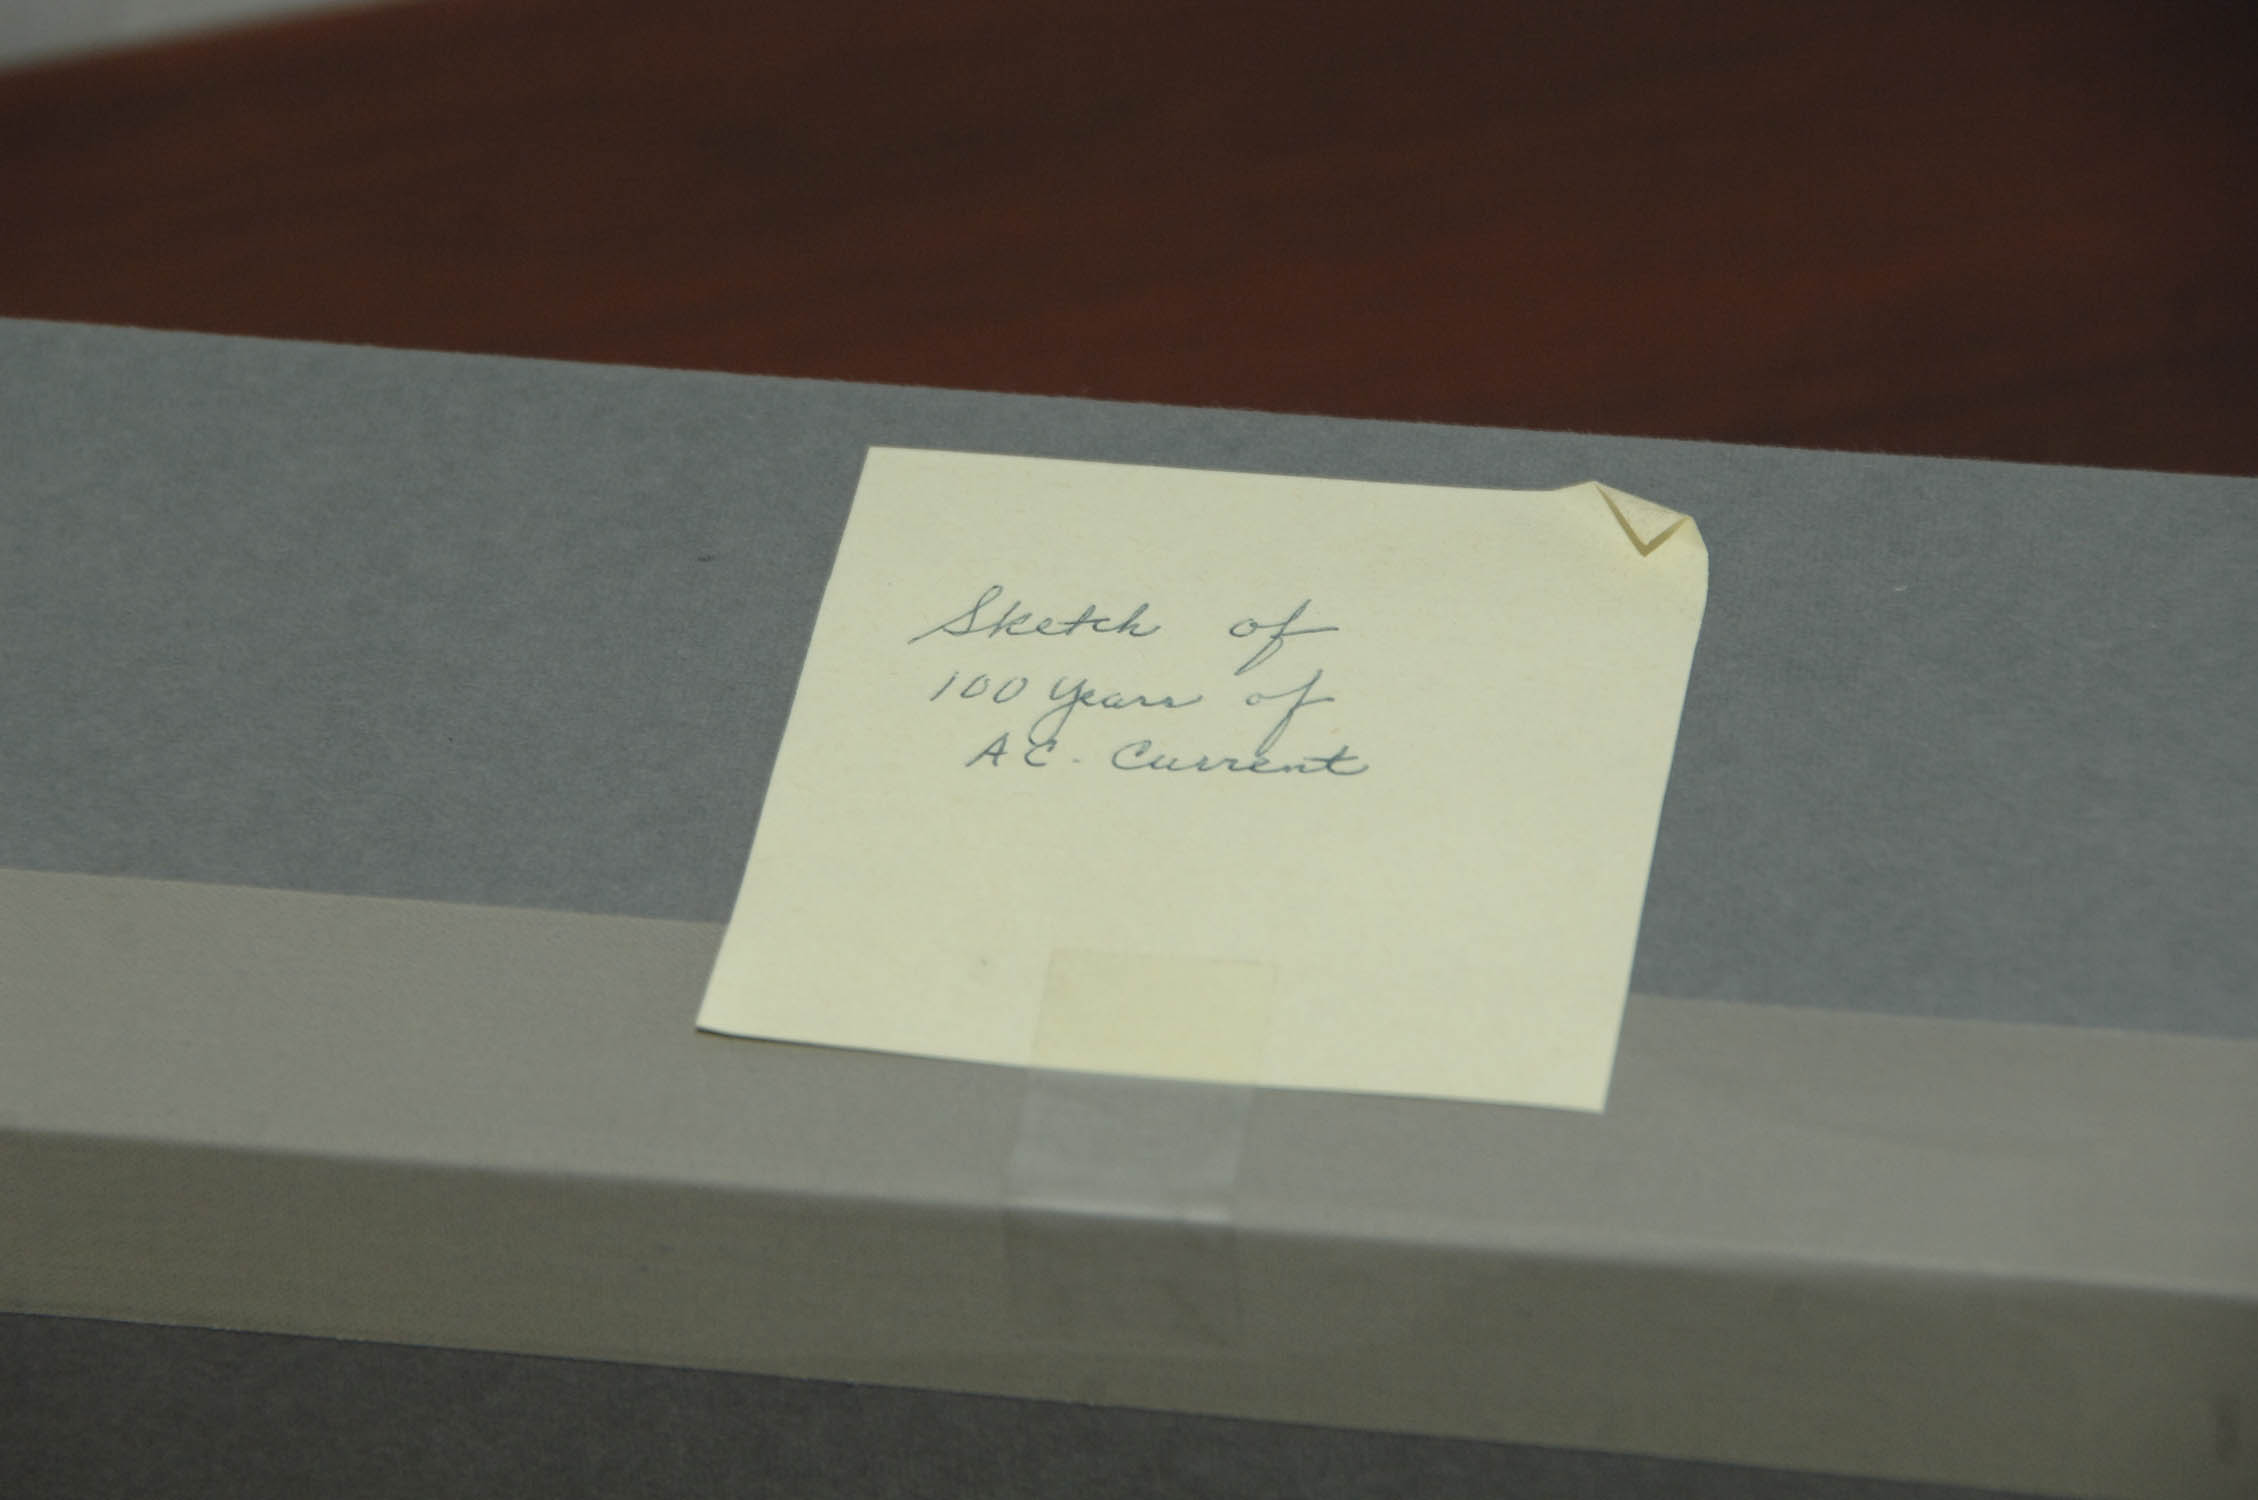 Sketch of
100 Years of
A C. Current